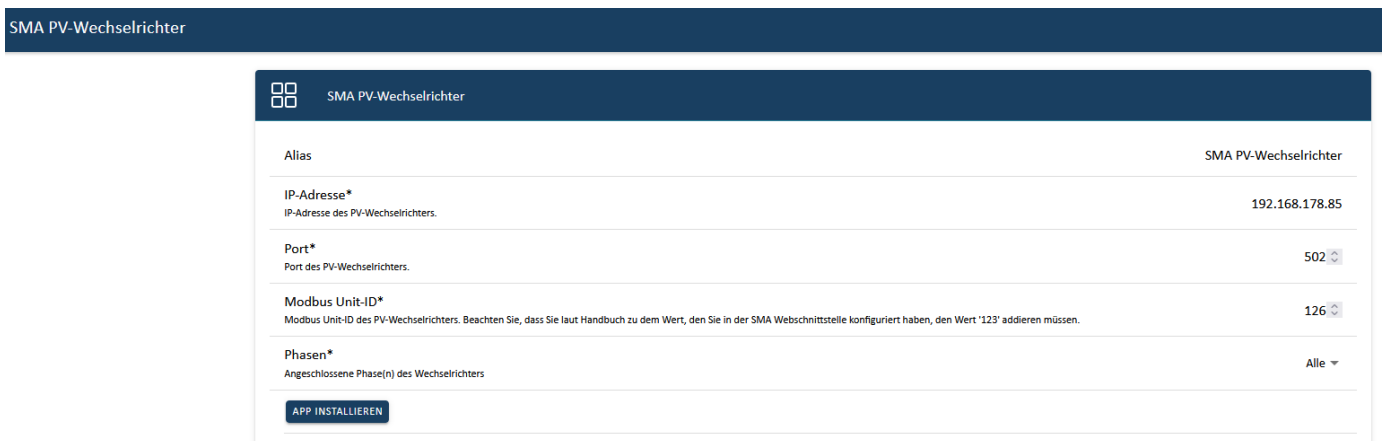 SMA PV-Wechselrichter
SMA PV-Wechselrichter
Alias
SMA PV-Wechselrichter
IP-Adresse*
IP-Adresse des PV-Wechselrichters.
192.168.178.85
Port*
Port des PV-Wechselrichters.
502
Modbus Unit-ID*
Modbus Unit-ID des PV-Wechselrichters. Beachten Sie, dass Sie laut Handbuch zu dem Wert, den Sie in der SMA Webschnittstelle konfiguriert haben, den Wert '123' addieren müssen.
126
Phasen*
Angeschlossene Phase(n) des Wechselrichters
Alle
APP INSTALLIEREN